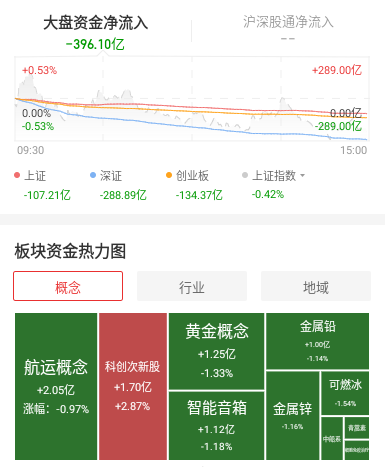 大盘资金净流入
沪深股通净流入
-396.10亿
--
+0.53%
+289.00亿
0.00%
0.00亿
-0.53%
-289.00亿
09:30
15:00
上证
深证
创业板
上证指数
-107.21亿
-288.89亿
-134.37亿
-0.42%
板块资金热力图
概念
行业
地域
航运概念
+2.05亿
涨幅: -0.97%
科创次新股
+1.70亿
+2.87%
黄金概念
+1.25亿
-1.33%
智能音箱
+1.12亿
-1.18%
金属铅
+1.00亿
-1.14%
金属锌
-1.16%
可燃冰
-1.54%
中船系
青蒿素